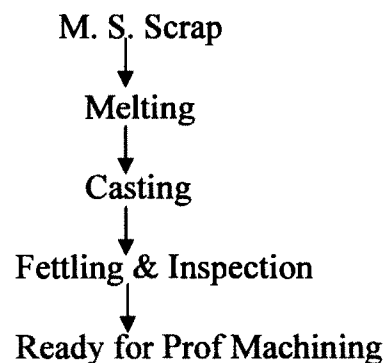 M. S. Scrap
Melting
Casting
Fettling & Inspection
Ready for Prof Machining